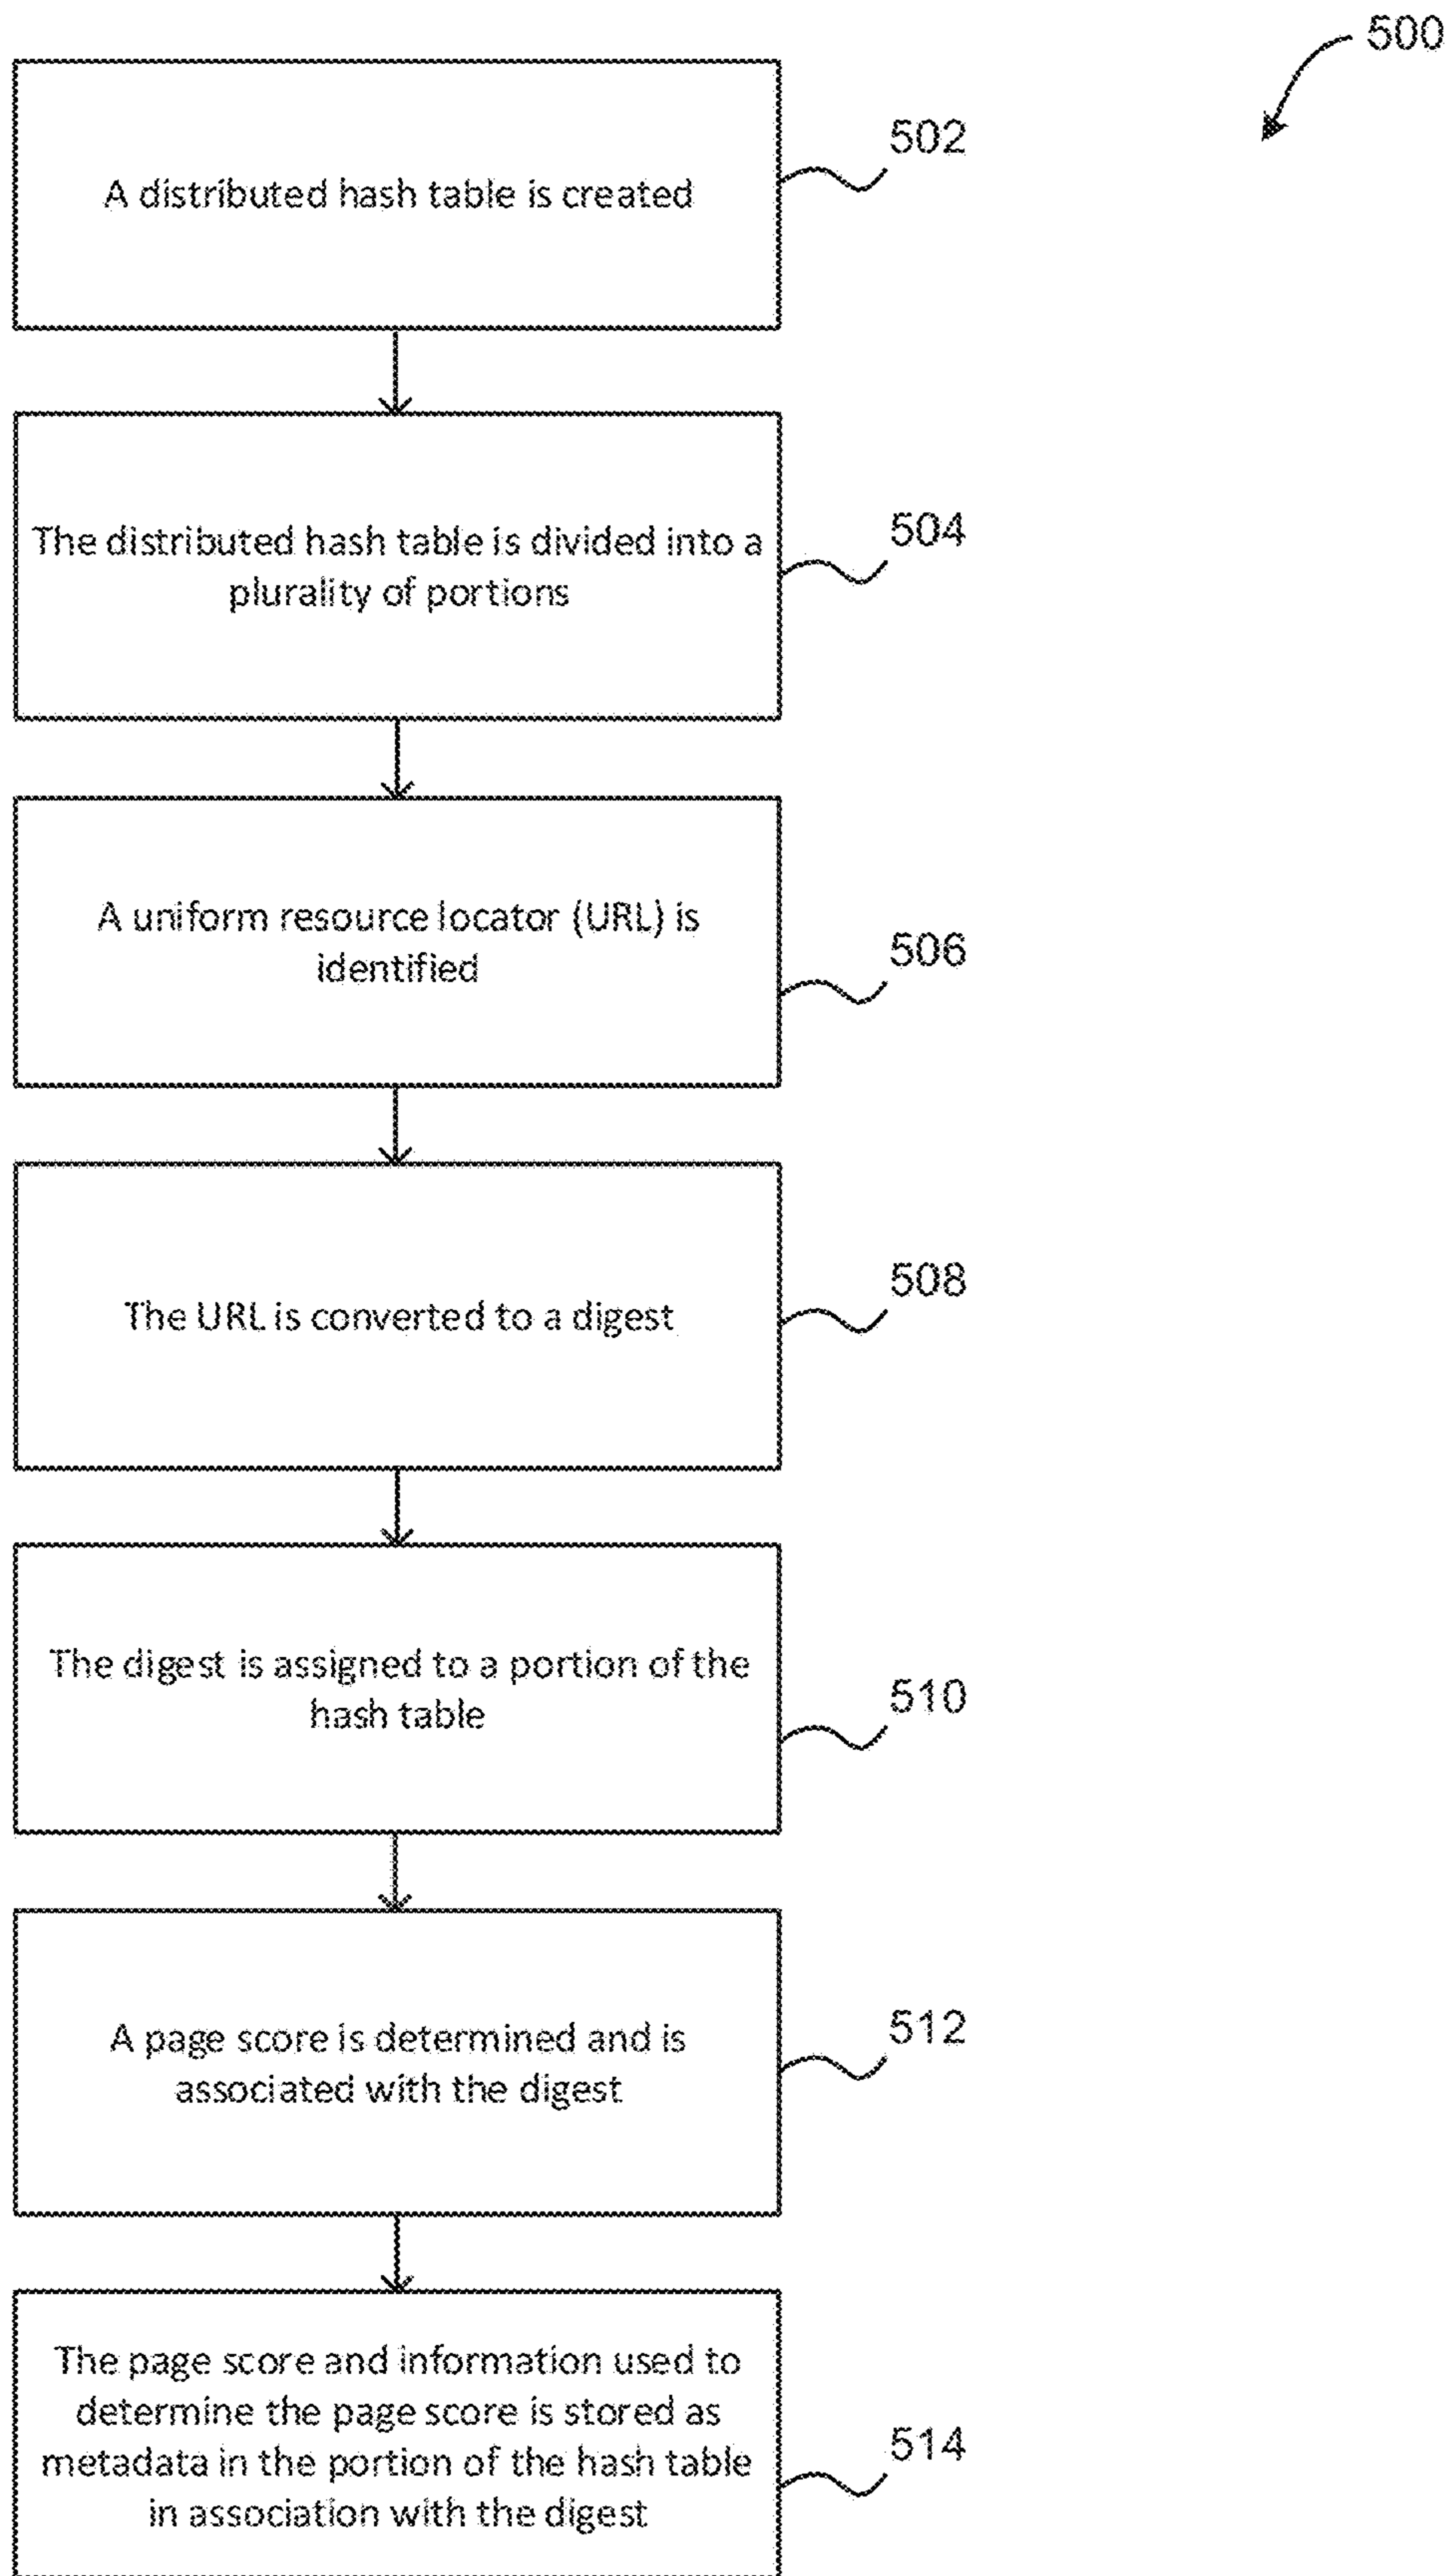 500
A distributed hash table is created
502
The distributed hash table is divided into a
plurality of portions
504
A uniform resource locator (URL) is
identified
506
The URL is converted to a digest
508
The digest is assigned to a portion of the
hash table
510
A page score is determined and is
associated with the digest
512
The page score and information used to
determine the page score is stored as
metadata in the portion of the hash table
in association with the digest
514